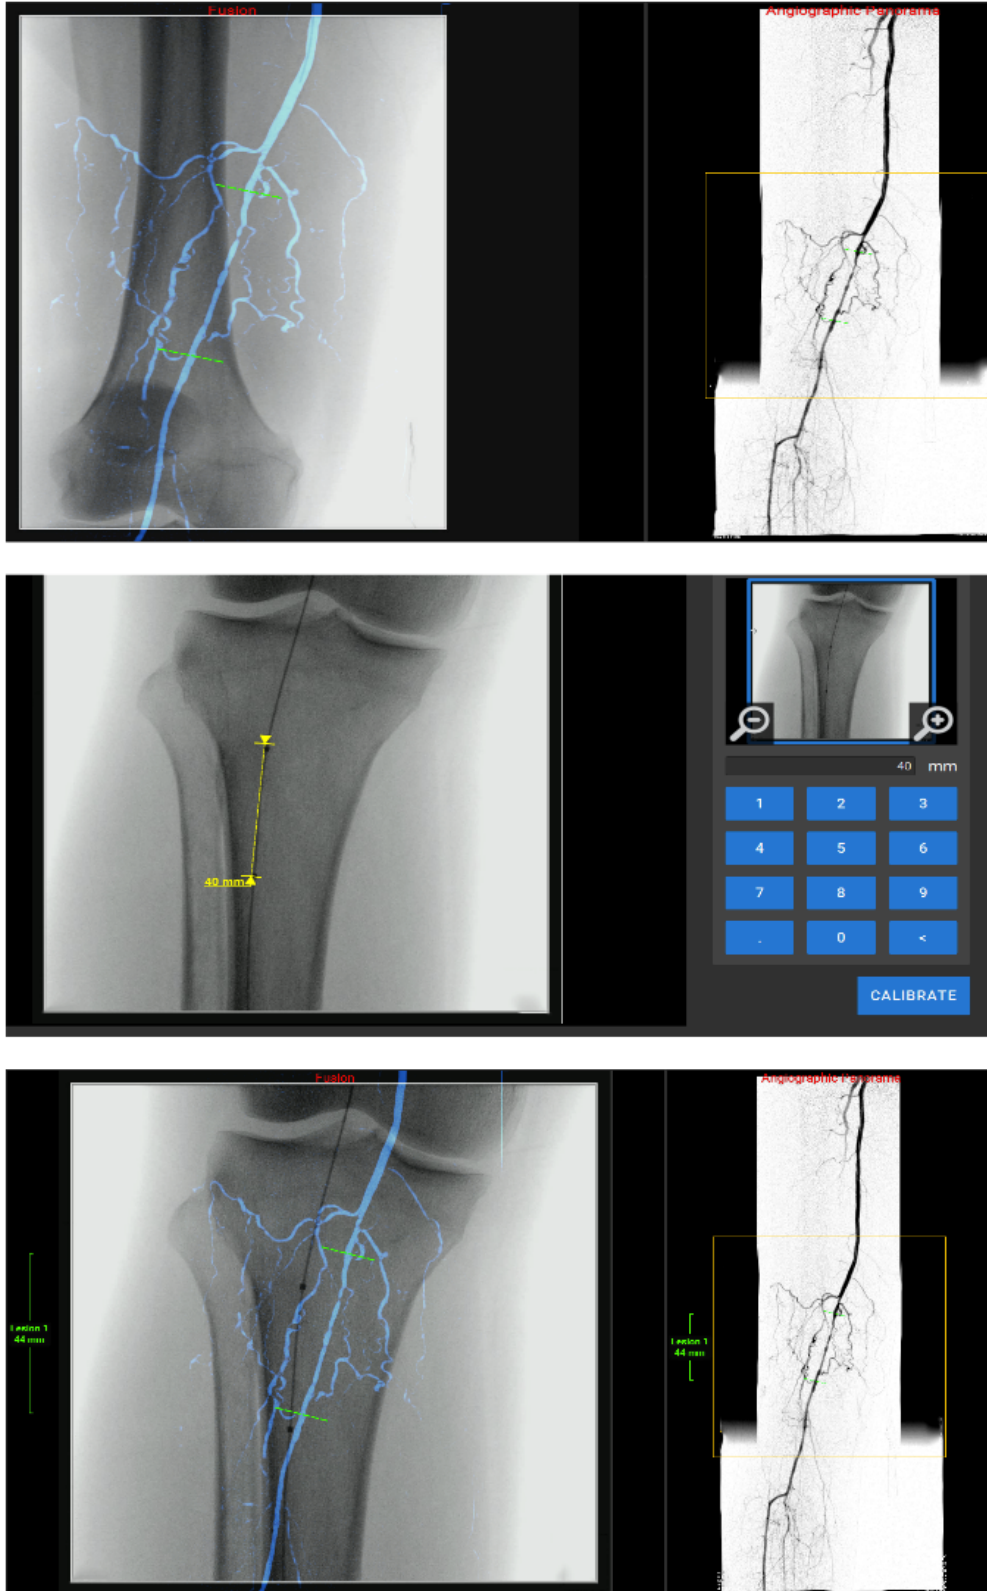 Fusion
Angiographic Panorama
40 mm
40 mm
1 2 3
4 5 6
7 8 9
. 0 <
CALIBRATE
Fusion
Angiographic Panorama
Lesion 1
44 mm
Lesion 1
44 mm